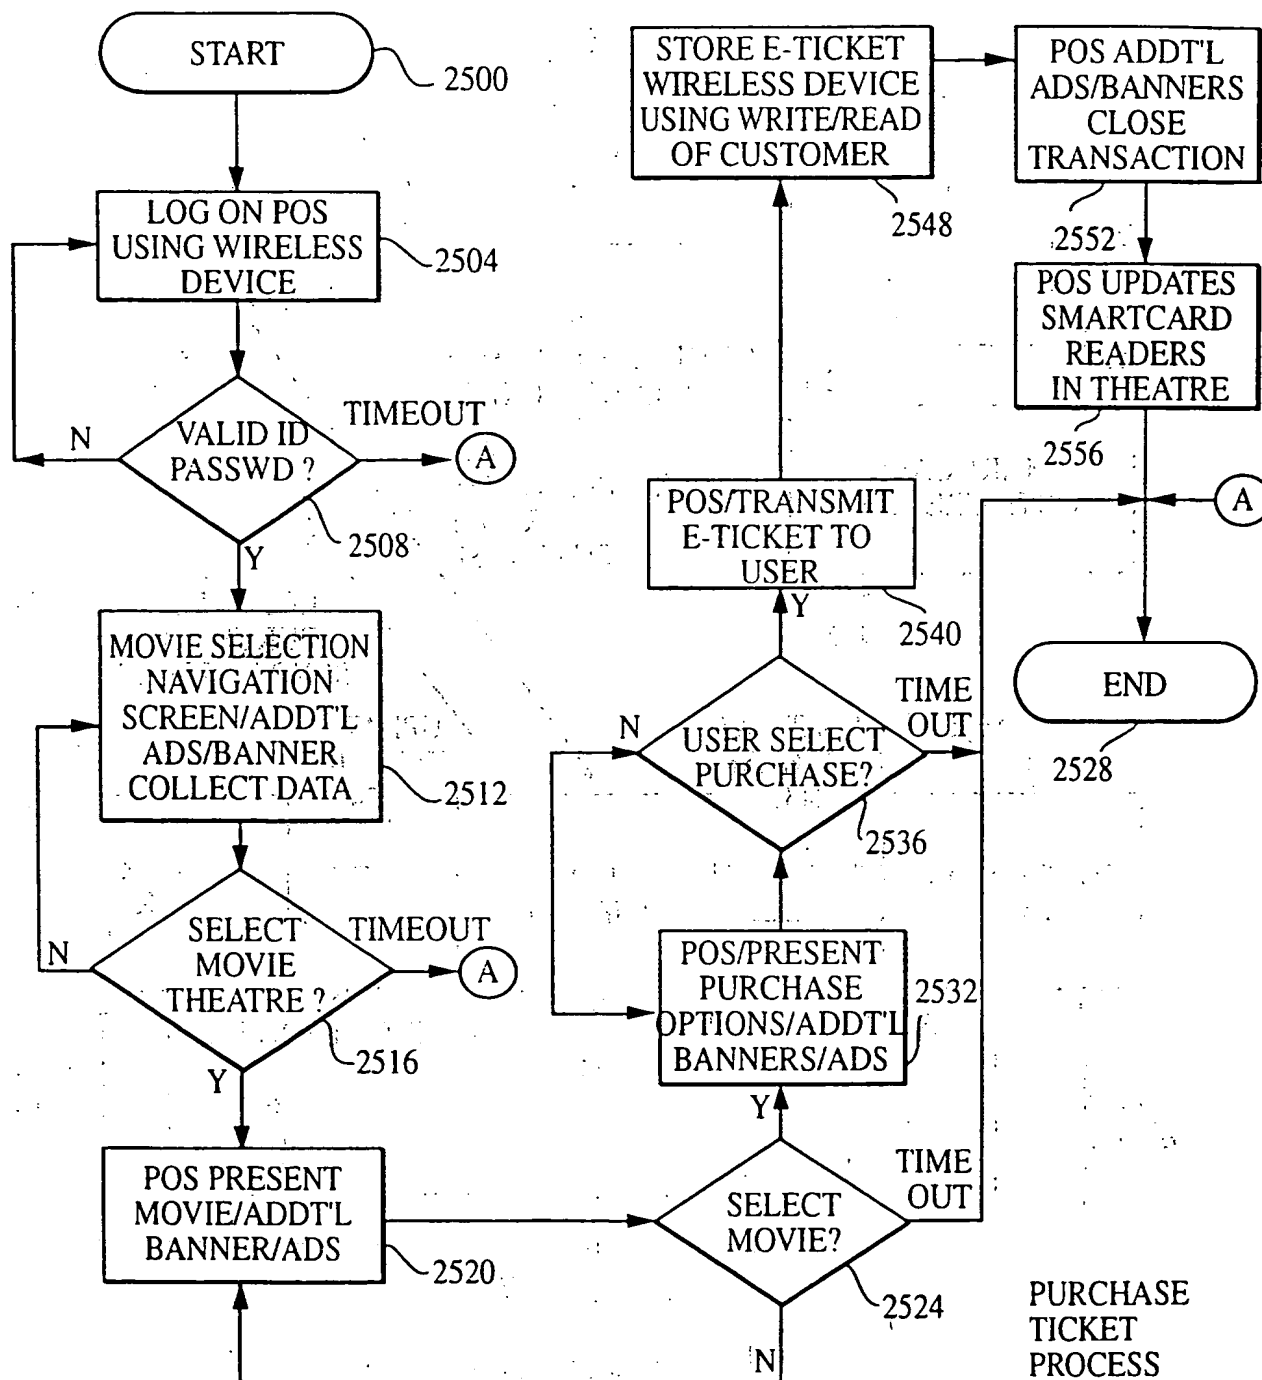 START
2500
LOG ON POS
USING WIRELESS
DEVICE
2504
VALID ID
PASSWD ?
N
TIMEOUT
A
2508
Y
MOVIE SELECTION
NAVIGATION
SCREEN/ADDT'L
ADS/BANNER
COLLECT DATA
2512
SELECT
MOVIE
THEATRE ?
N
TIMEOUT
A
2516
Y
POS PRESENT
MOVIE/ADDT'L
BANNER/ADS
2520
SELECT
MOVIE?
TIME
OUT
2524
N
Y
POS/PRESENT
PURCHASE
OPTIONS/ADDT'L
BANNERS/ADS
2532
USER SELECT
PURCHASE?
N
TIME
OUT
2536
Y
POS/TRANSMIT
E-TICKET TO
USER
2540
STORE E-TICKET
WIRELESS DEVICE
USING WRITE/READ
OF CUSTOMER
2548
POS ADDT'L
ADS/BANNERS
CLOSE
TRANSACTION
2552
POS UPDATES
SMARTCARD
READERS
IN THEATRE
2556
A
END
2528
PURCHASE
TICKET
PROCESS